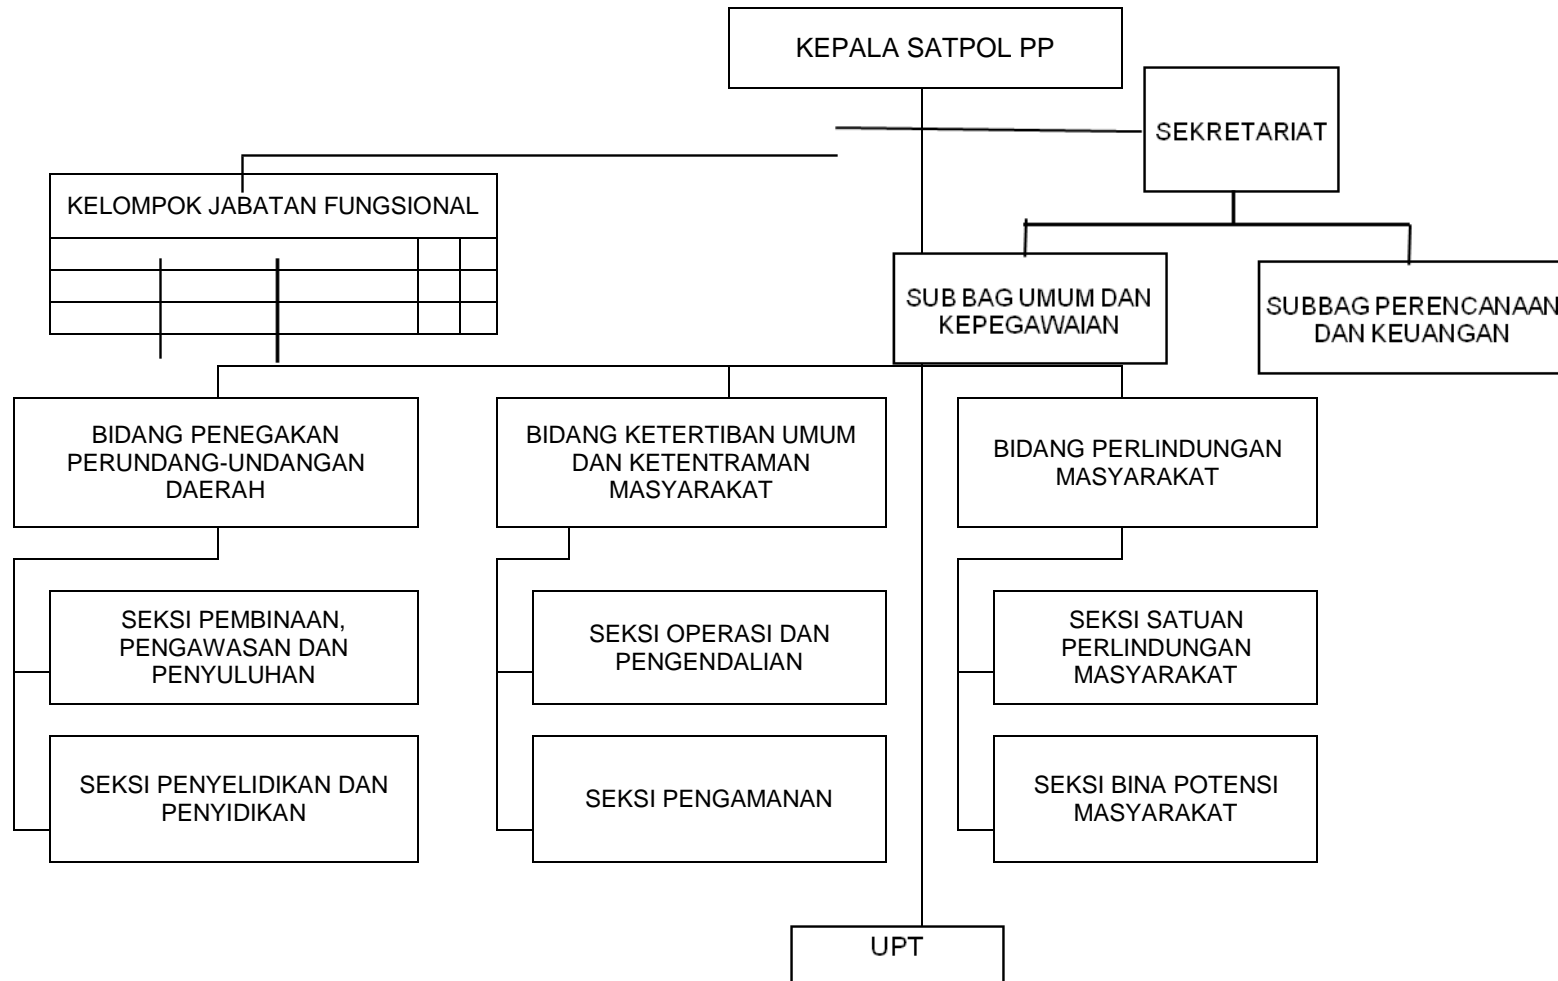 KEPALA SATPOL PP
SEKRETARIAT
KELOMPOK JABATAN FUNGSIONAL
SUB BAG UMUM DAN
KEPEGAWAIAN
SUBBAG PERENCANAAN
DAN KEUANGAN
BIDANG PENEGAKAN
PERUNDANG-UNDANGAN
DAERAH
BIDANG KETERTIBAN UMUM
DAN KETENTRAMAN
MASYARAKAT
BIDANG PERLINDUNGAN
MASYARAKAT
SEKSI PEMBINAAN,
PENGAWASAN DAN
PENYULUHAN
SEKSI OPERASI DAN
PENGENDALIAN
SEKSI SATUAN
PERLINDUNGAN
MASYARAKAT
SEKSI PENYELIDIKAN DAN
PENYIDIKAN
SEKSI PENGAMANAN
SEKSI BINA POTENSI
MASYARAKAT
UPT